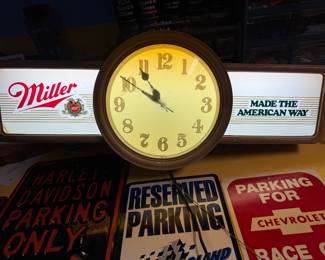 Miller
12
1
2
3
4
5
6
7
8
9
10
11
MADE THE
AMERICAN WAY
HARLEY
DAVIDSON
PARKING
ONLY
RESERVED
PARKING
PARKING
FOR
CHEVROLET
RACE